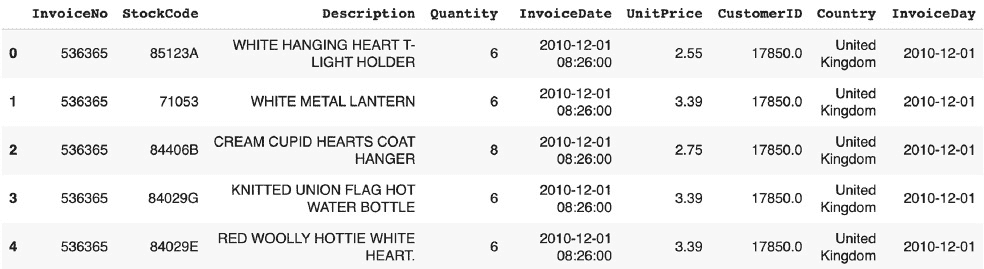 InvoiceNo StockCode Description Quantity InvoiceDate UnitPrice CustomerID Country InvoiceDay
0 536365 85123A WHITE HANGING HEART T-LIGHT HOLDER 6 2010-12-01 08:26:00 2.55 17850.0 United Kingdom 2010-12-01
1 536365 71053 WHITE METAL LANTERN 6 2010-12-01 08:26:00 3.39 17850.0 United Kingdom 2010-12-01
2 536365 84406B CREAM CUPID HEARTS COAT HANGER 8 2010-12-01 08:26:00 2.75 17850.0 United Kingdom 2010-12-01
3 536365 84029G KNITTED UNION FLAG HOT WATER BOTTLE 6 2010-12-01 08:26:00 3.39 17850.0 United Kingdom 2010-12-01
4 536365 84029E RED WOOLLY HOTTIE WHITE HEART. 6 2010-12-01 08:26:00 3.39 17850.0 United Kingdom 2010-12-01